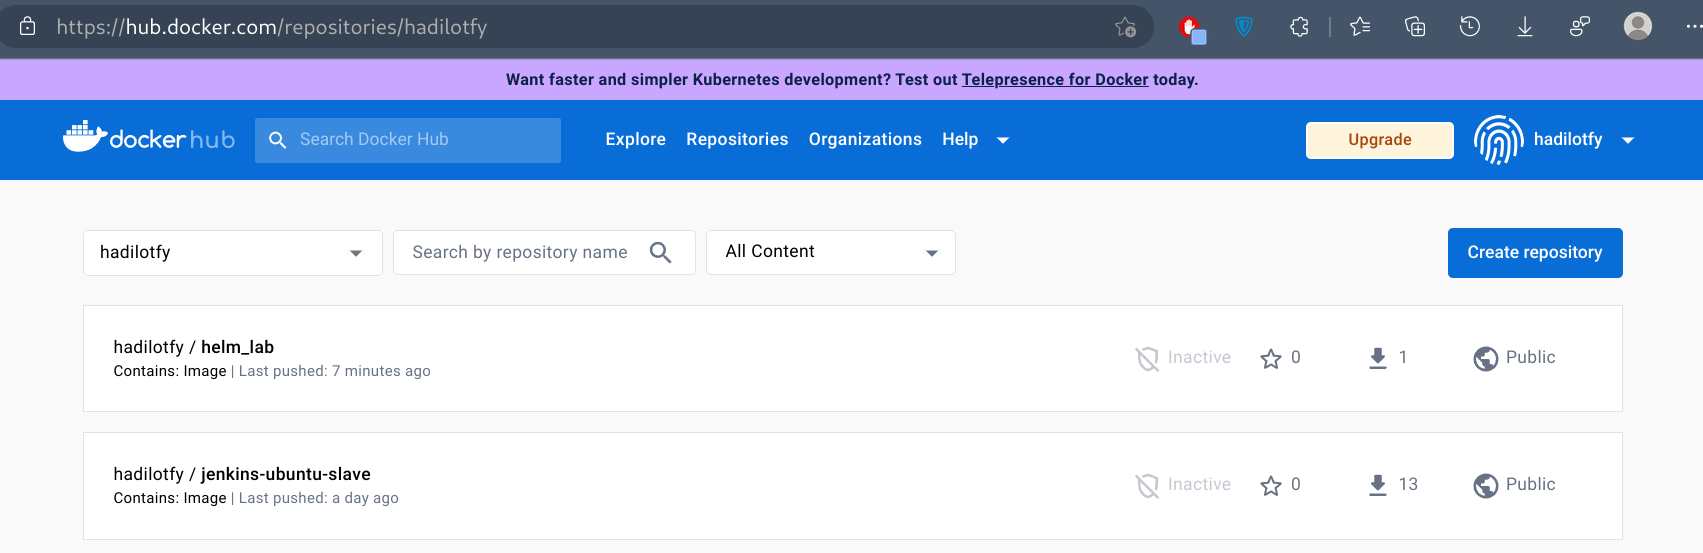 https://hub.docker.com/repositories/hadilotfy
Want faster and simpler Kubernetes development? Test out Telepresence for Docker today.
docker hub
Search Docker Hub
Explore Repositories Organizations Help
Upgrade
hadilotfy
hadilotfy
Search by repository name
All Content
Create repository
hadilotfy / helm_lab
Contains: Image | Last pushed: 7 minutes ago
Inactive 0 1 Public
hadilotfy / jenkins-ubuntu-slave
Contains: Image | Last pushed: a day ago
Inactive 0 13 Public